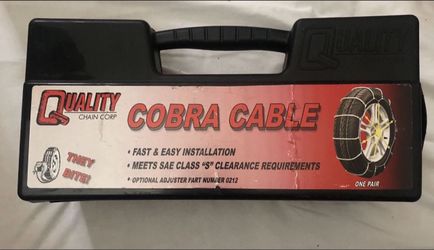 QUALITY
QUALITY
CHAIN CORP
COBRA CABLE
THEY
BITE!
• FAST & EASY INSTALLATION
• MEETS SAE CLASS "S" CLEARANCE REQUIREMENTS
• OPTIONAL ADJUSTER PART NUMBER 0212
ONE PAIR